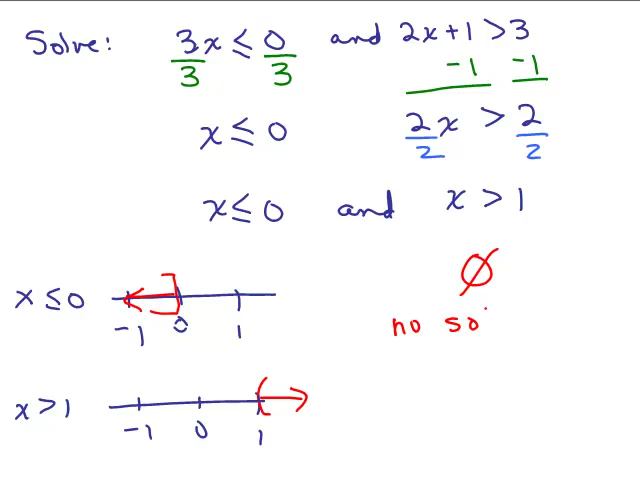 Solve: 3x ≤ 0 and 2x+1 > 3
3 3 -1 -1
x ≤ 0 2x > 2
2 2
x ≤ 0 and x > 1
∅
x ≤ 0 -1 0 1
no so
x > 1 -1 0 1